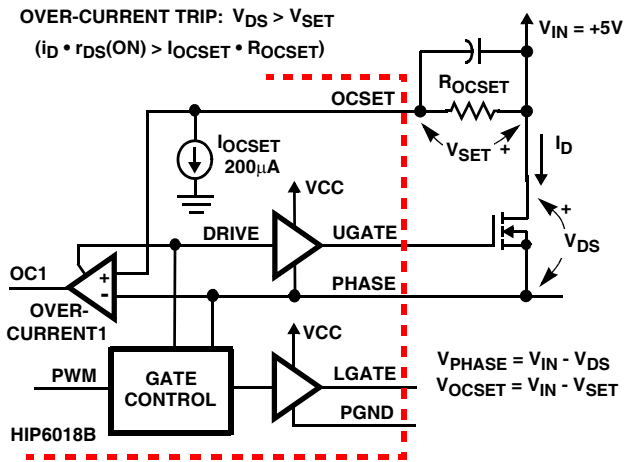 OVER-CURRENT TRIP: VDS > VSET
(iD • rDS(ON) > IOCSET • ROCSET)
VIN = +5V
ROCSET
OCSET
VSET +
ID
IOCSET
200µA
VCC
DRIVE
UGATE
+
VDS
OC1
+
-
PHASE
OVER-
CURRENT1
VCC
PWM
GATE
CONTROL
LGATE
PGND
VPHASE = VIN - VDS
VOCSET = VIN - VSET
HIP6018B